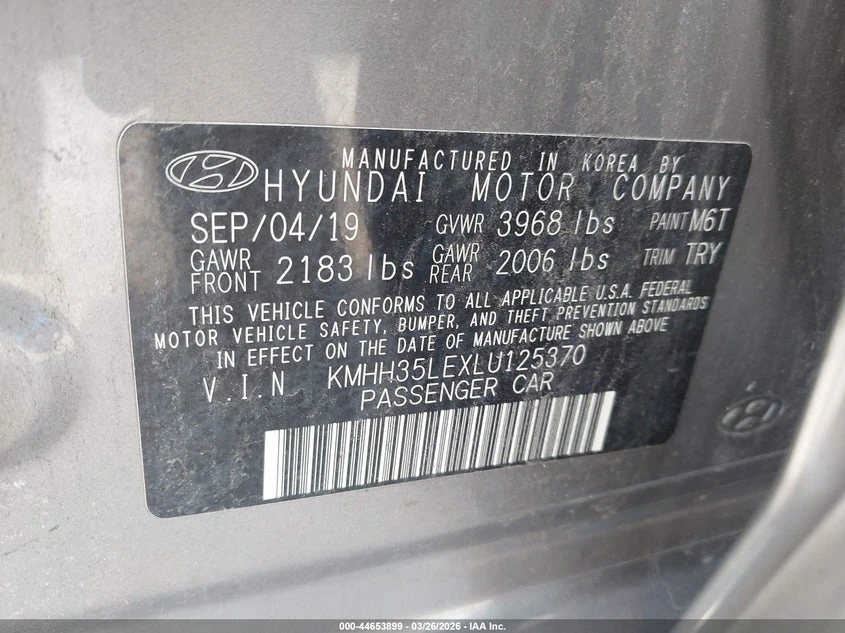 MANUFACTURED IN KOREA BY
HYUNDAI MOTOR COMPANY
SEP/04/19 GVWR 3968 lbs PAINT M6T
GAWR FRONT 2183 lbs GAWR REAR 2006 lbs TRIM TRY
THIS VEHICLE CONFORMS TO ALL APPLICABLE U.S.A. FEDERAL
MOTOR VEHICLE SAFETY, BUMPER, AND THEFT PREVENTION STANDARDS
IN EFFECT ON THE DATE OF MANUFACTURE SHOWN ABOVE
V.I.N KMHH35LEXLU125370
PASSENGER CAR
000-44653899 - 03/26/2026 - IAA Inc.